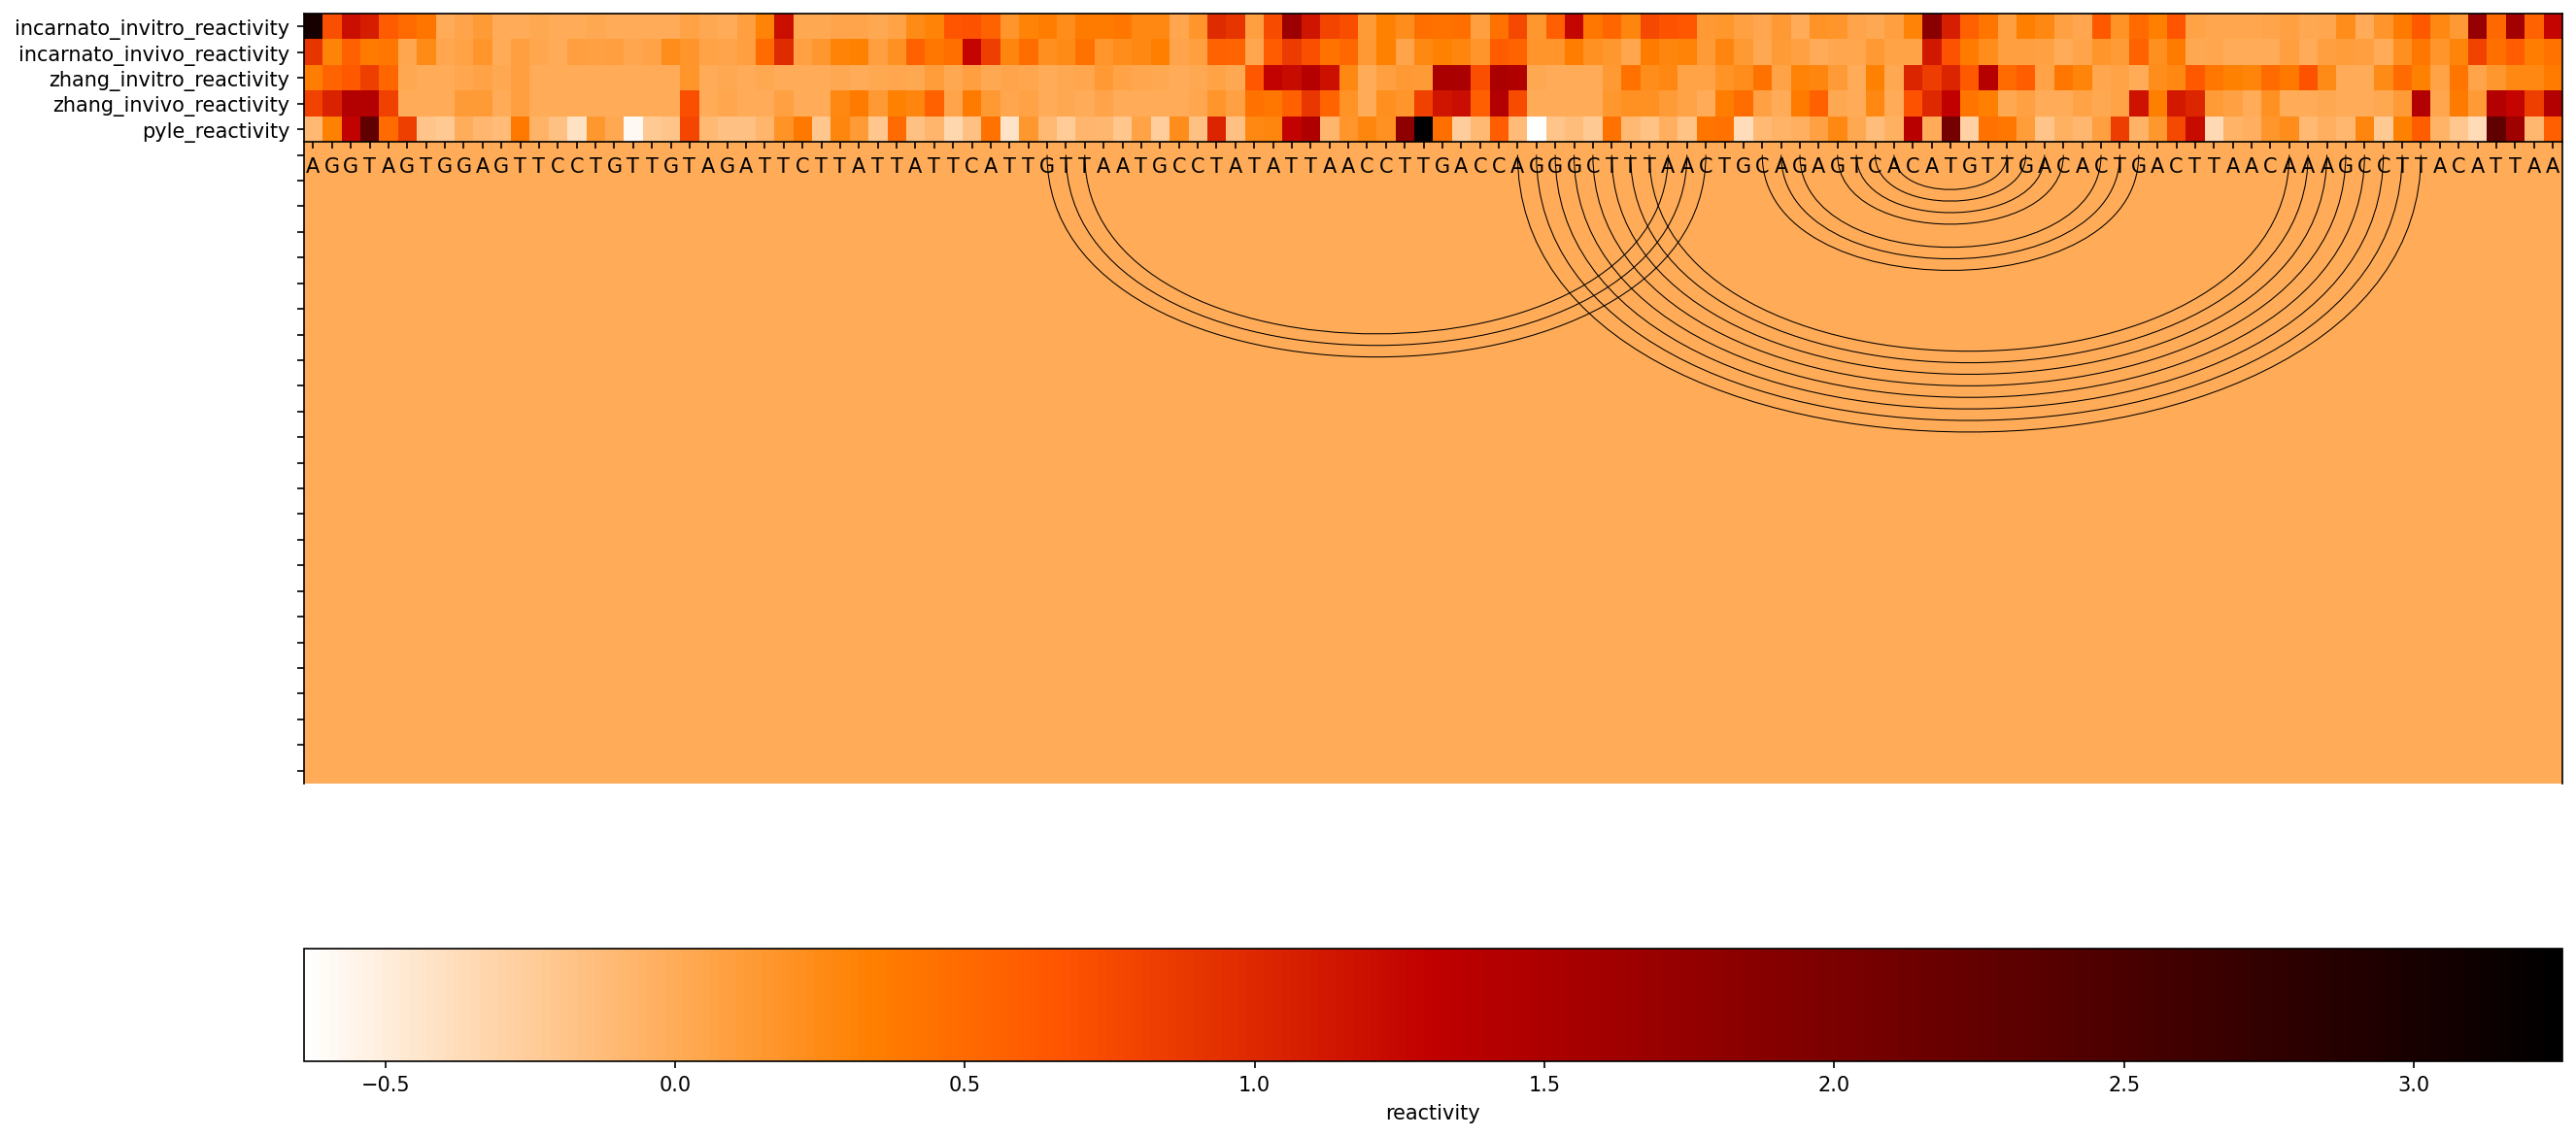 incarnato_invitro_reactivity
incarnato_invivo_reactivity
zhang_invitro_reactivity
zhang_invivo_reactivity
pyle_reactivity
A G G T A G T G G A G T T C C T G T T G T A G A T T C T T A T T A T T C A T T G T T A A T G C C T A T A T T A A C C T T G A C C A G G G C T T T A A C T G C A G A G T C A C A T G T T G A C A C T G A C T T A A C A A A G C C T T A C A T T A A
−0.5 0.0 0.5 1.0 1.5 2.0 2.5 3.0
reactivity